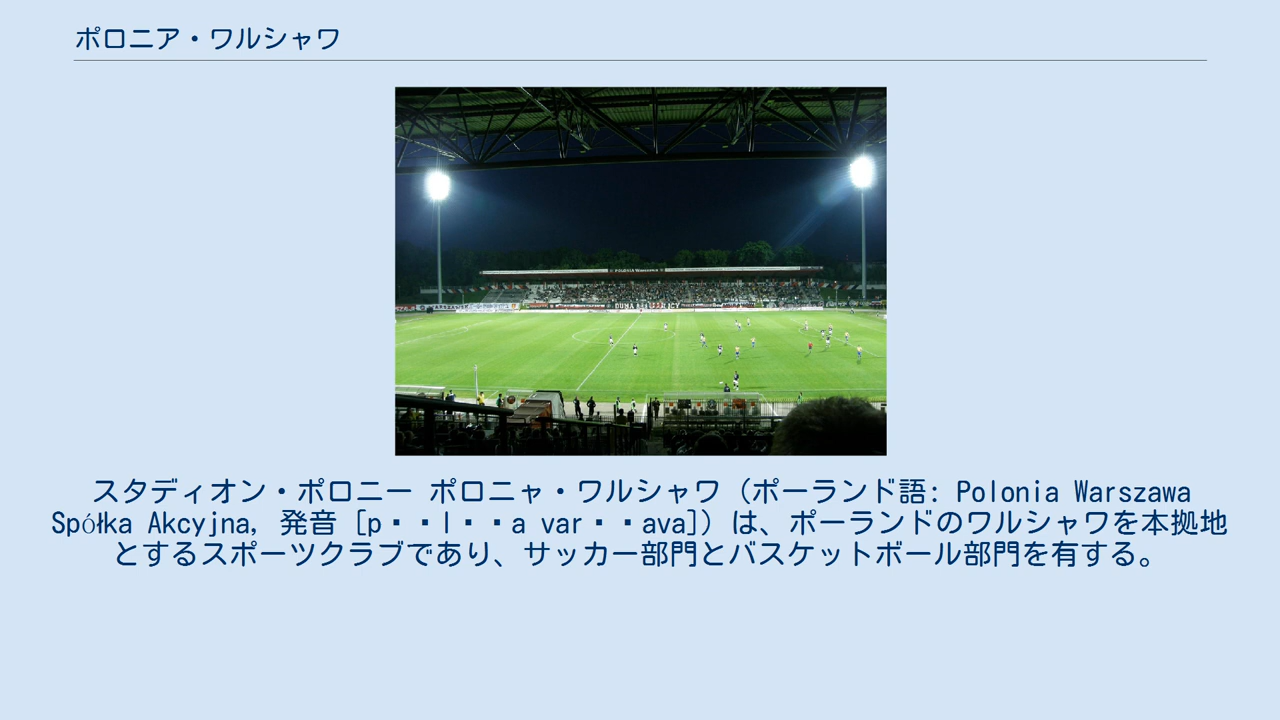 ポロニア・ワルシャワ
POLONIA Warszawa
DUMA
スタディオン・ポロニー ポロニャ・ワルシャワ（ポーランド語: Polonia Warszawa
Spółka Akcyjna, 発音 [p▪▪l▪▪a var▪▪ava]）は、ポーランドのワルシャワを本拠地
とするスポーツクラブであり、サッカー部門とバスケットボール部門を有する。